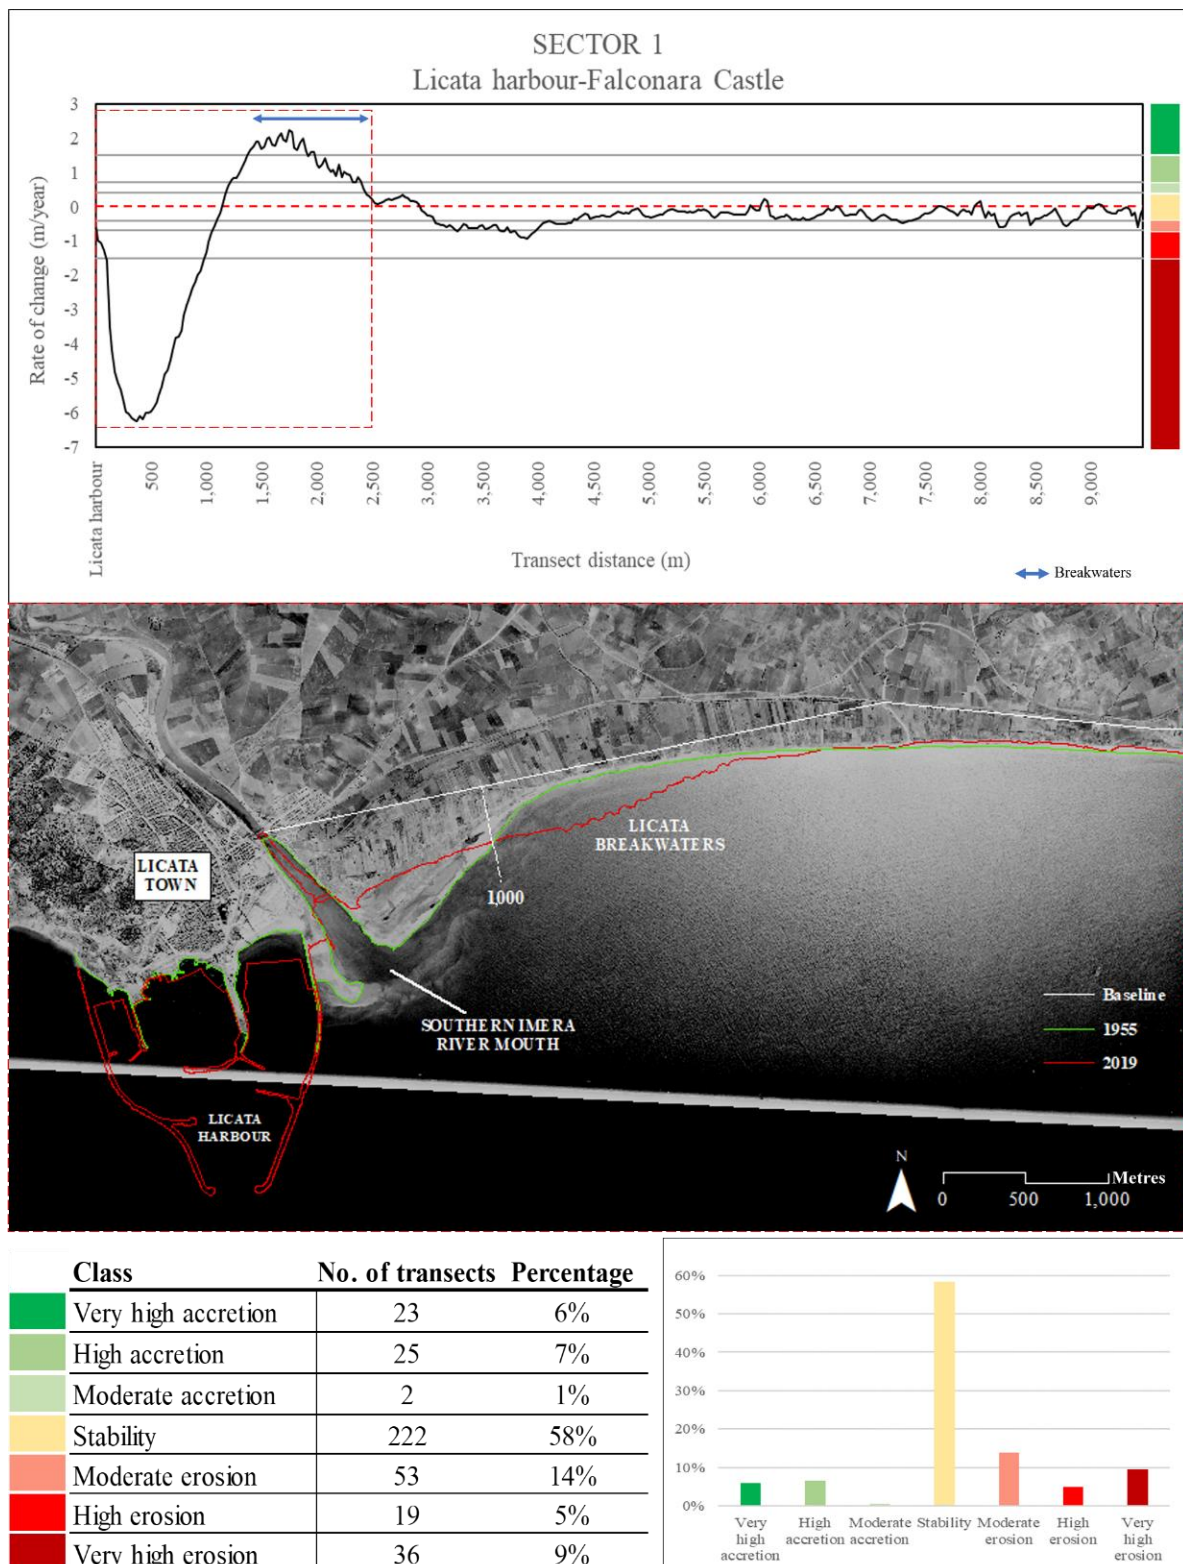 SECTOR 1
Licata harbour-Falconara Castle
Rate of change (m/year)
3
2
1
0
-1
-2
-3
-4
-5
-6
-7
Licata harbour
500
1,000
1,500
2,000
2,500
3,000
3,500
4,000
4,500
5,000
5,500
6,000
6,500
7,000
7,500
8,000
8,500
9,000
Transect distance (m)
Breakwaters
LICATA
TOWN
LICATA
BREAKWATERS
1,000
SOUTHERN IMERA
RIVER MOUTH
LICATA
HARBOUR
Baseline
1955
2019
N
Metres
0 500 1,000
Class No. of transects Percentage
Very high accretion 23 6%
High accretion 25 7%
Moderate accretion 2 1%
Stability 222 58%
Moderate erosion 53 14%
High erosion 19 5%
Very high erosion 36 9%
60%
50%
40%
30%
20%
10%
0%
Very high accretion
High accretion
Moderate accretion
Stability
Moderate erosion
High erosion
Very high erosion